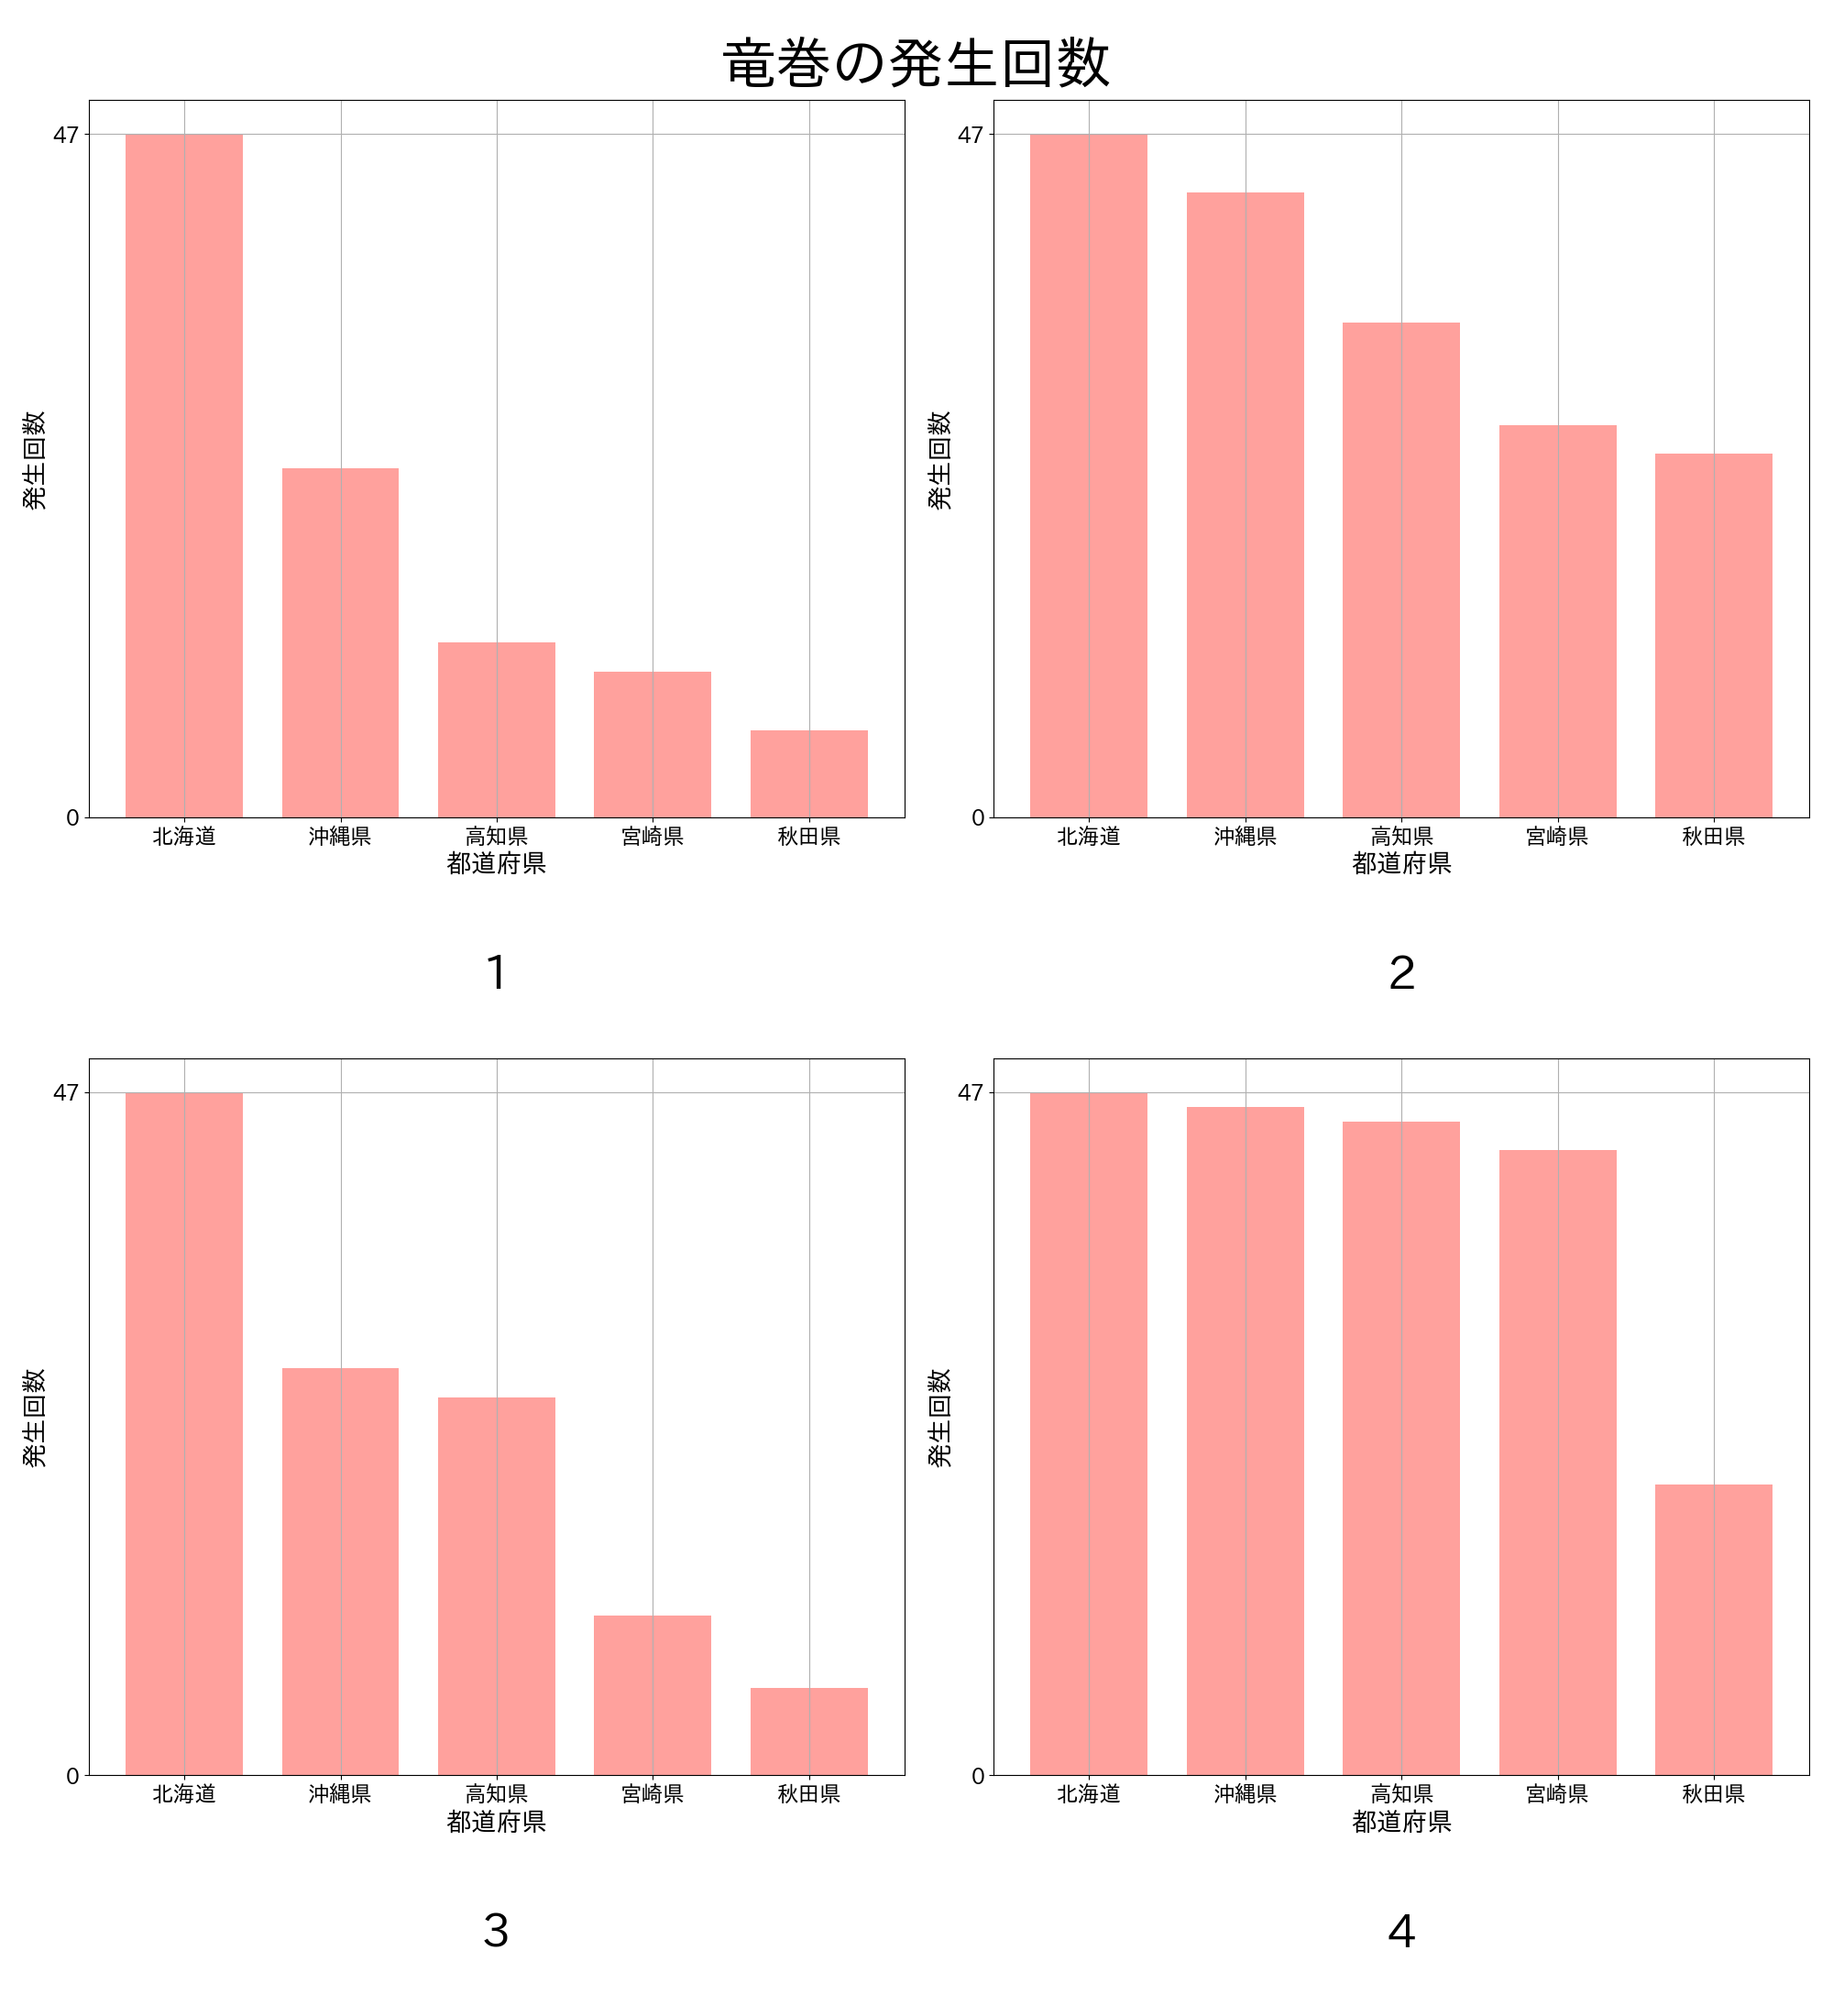 竜巻の発生回数
47
0
発生回数
北海道 沖縄県 高知県 宮崎県 秋田県
都道府県
1
47
0
発生回数
北海道 沖縄県 高知県 宮崎県 秋田県
都道府県
2
47
0
発生回数
北海道 沖縄県 高知県 宮崎県 秋田県
都道府県
3
47
0
発生回数
北海道 沖縄県 高知県 宮崎県 秋田県
都道府県
4